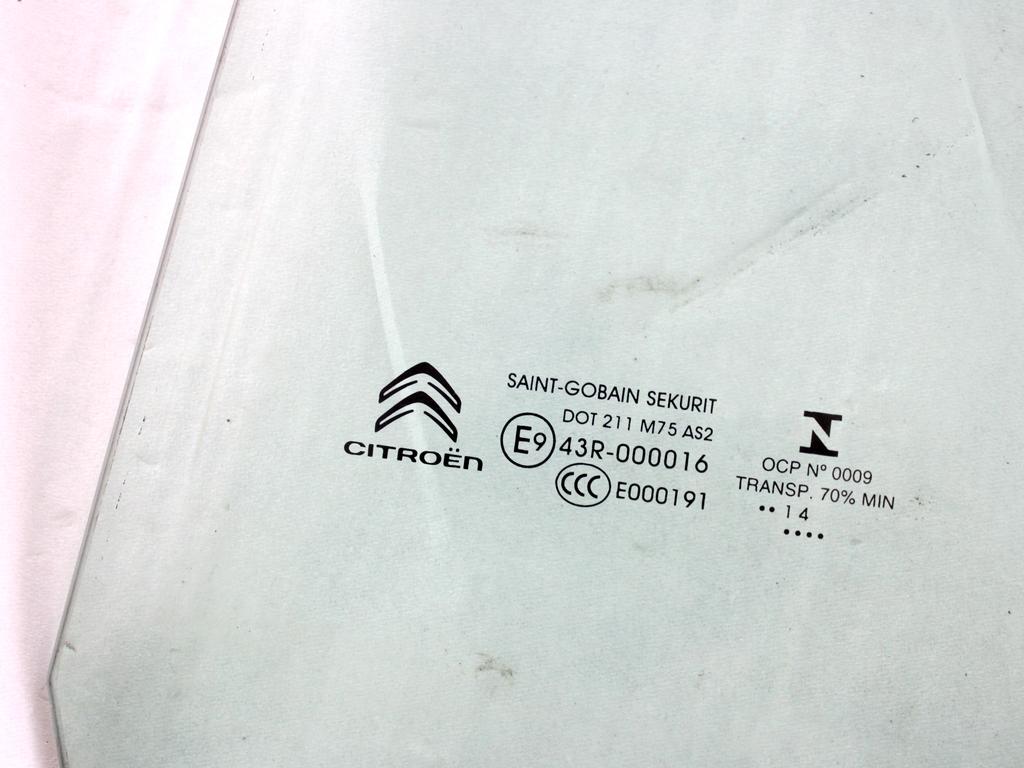 CITROËN
SAINT-GOBAIN SEKURIT
DOT 211 M75 AS2
E9 43R-000016
CCC E000191
N
OCP Nº 0009
TRANSP. 70% MIN
•• 14
••••